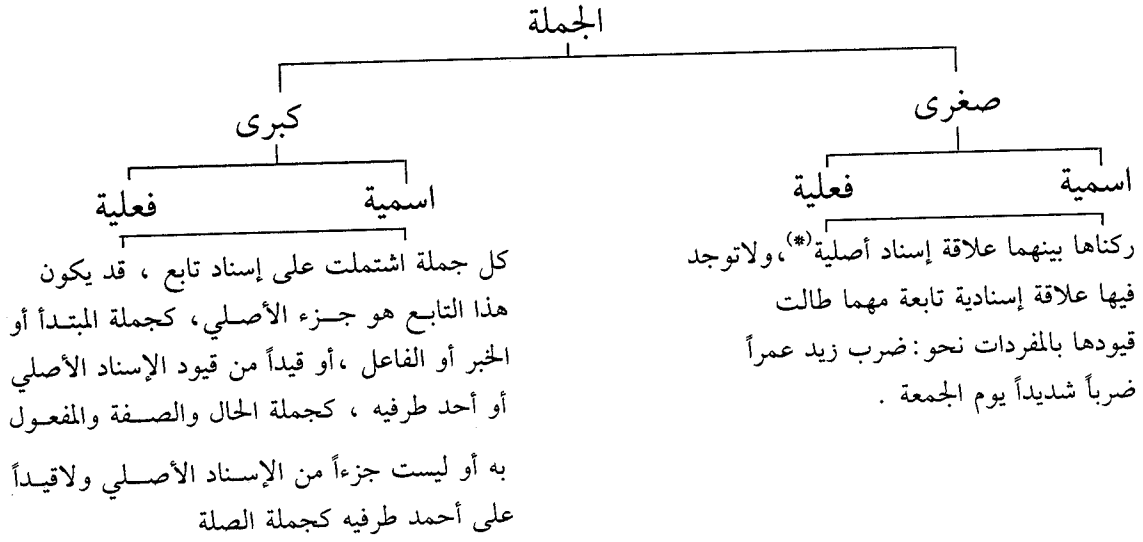 الجملة
صغرى
كبرى
اسمية
فعلية
اسمية
فعلية
ركناها بينهما علاقة إسناد أصلية(*)، ولاتوجد
فيها علاقة إسنادية تابعة مهما طالت
قيودها بالمفردات نحو: ضرب زيد عمراً
ضرباً شديداً يوم الجمعة .
كل جملة اشتملت على إسناد تابع ، قد يكون
هذا التابع هو جزء الأصلي، كجملة المبتدأ أو
الخبر أو الفاعل ،أو قيداً من قيود الإسناد الأصلي
أو أحد طرفيه ، كجملة الحال والصفة والمفعول
به أو ليست جزءاً من الإسناد الأصلي ولاقيداً
على أحمد طرفيه كجملة الصلة